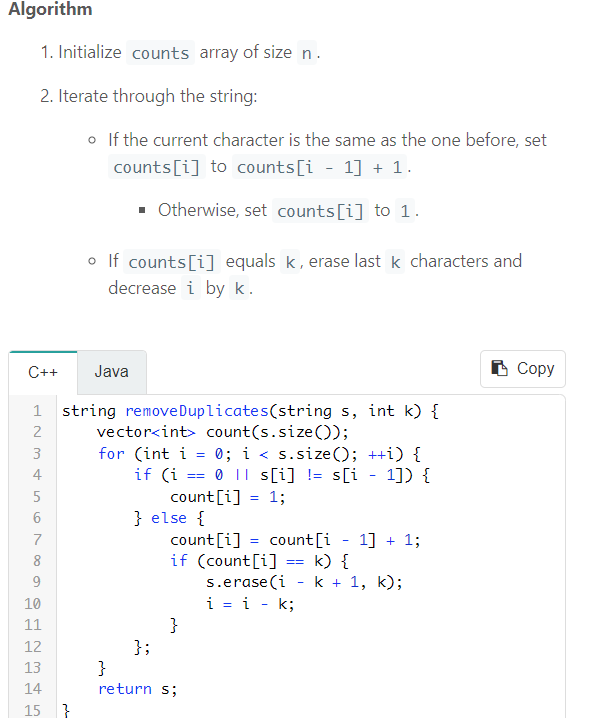 Algorithm
1. Initialize counts array of size n.
2. Iterate through the string:
If the current character is the same as the one before, set
counts[i] to counts[i - 1] + 1.
Otherwise, set counts[i] to 1.
If counts[i] equals k, erase last k characters and
decrease i by k.
C++ Java Copy
1 string removeDuplicates(string s, int k) {
2     vector<int> count(s.size());
3     for (int i = 0; i < s.size(); ++i) {
4         if (i == 0 || s[i] != s[i - 1]) {
5             count[i] = 1;
6         } else {
7             count[i] = count[i - 1] + 1;
8             if (count[i] == k) {
9                 s.erase(i - k + 1, k);
10                 i = i - k;
11             }
12         };
13     }
14     return s;
15 }